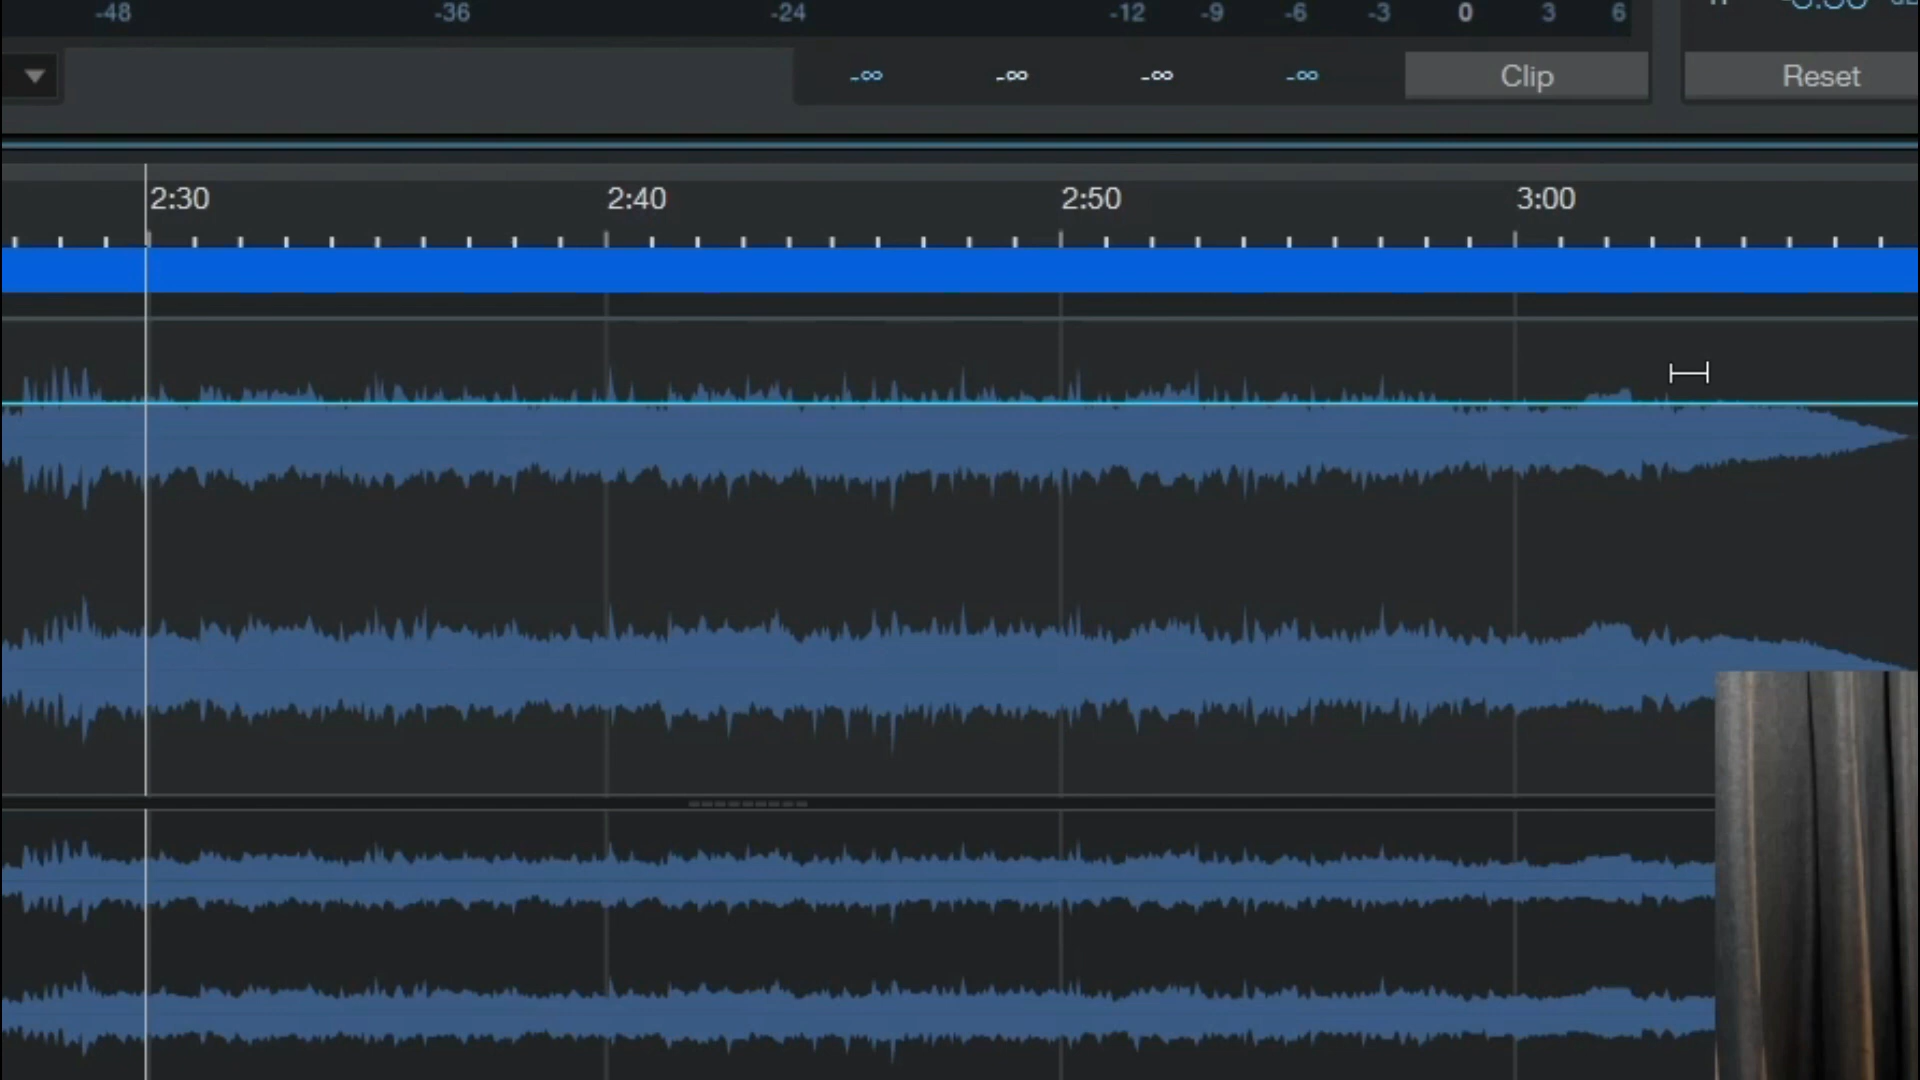 -48 -36 -24 -12 -9 -6 -3 0 3 6
-∞ -∞ -∞ -∞ Clip Reset
2:30 2:40 2:50 3:00